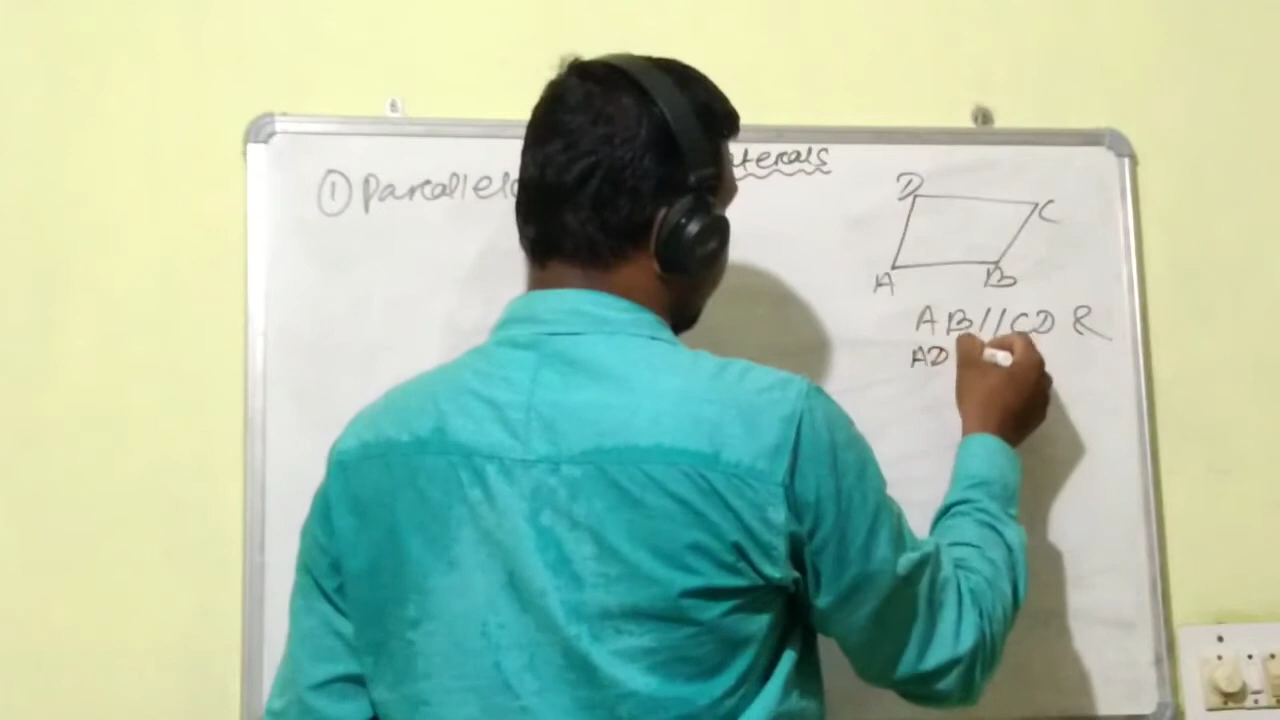 ① Parallelo
terals
D
C
A
B
AB//CD &
AD